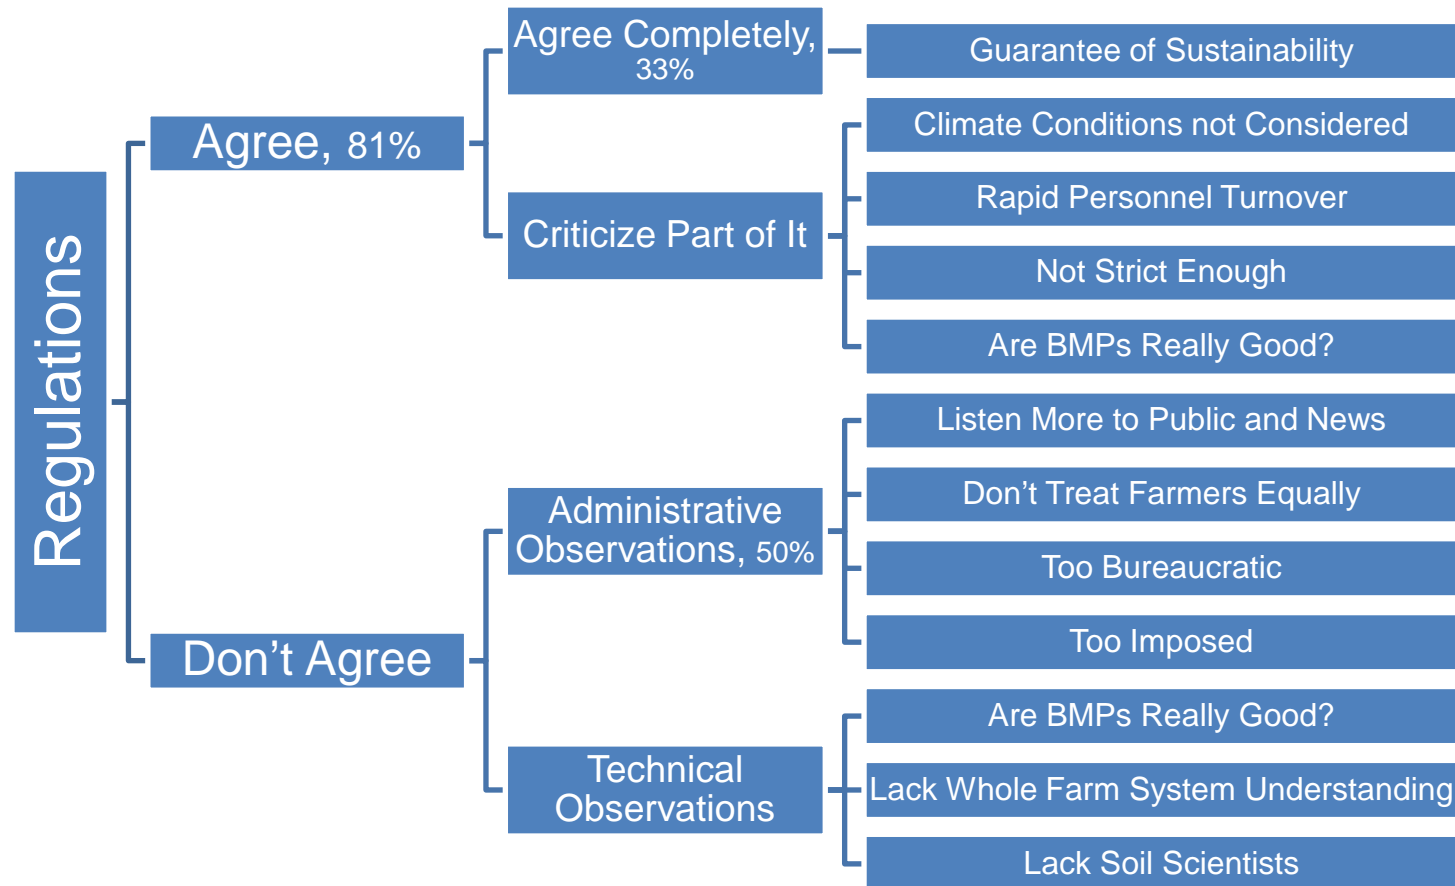 Regulations
Agree, 81%
Agree Completely,
33%
Guarantee of Sustainability
Criticize Part of It
Climate Conditions not Considered
Rapid Personnel Turnover
Not Strict Enough
Are BMPs Really Good?
Don’t Agree
Administrative
Observations, 50%
Listen More to Public and News
Don’t Treat Farmers Equally
Too Bureaucratic
Too Imposed
Technical
Observations
Are BMPs Really Good?
Lack Whole Farm System Understanding
Lack Soil Scientists